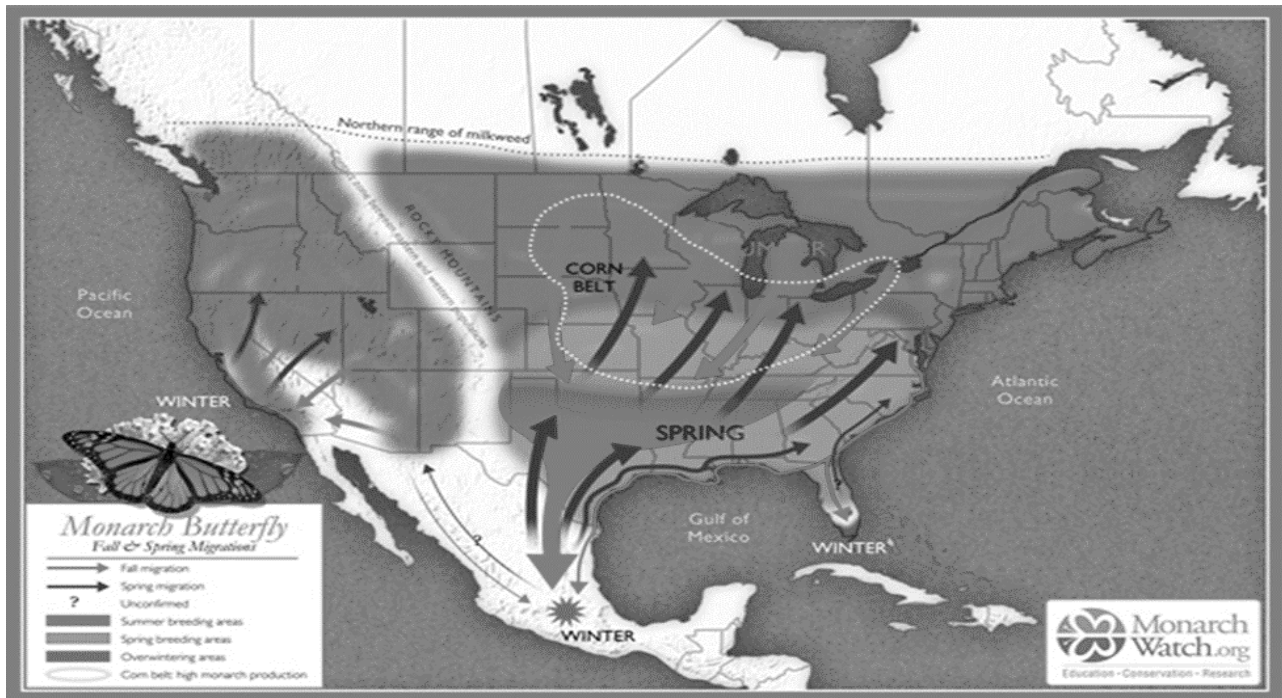 Northern range of milkweed
ROCKY MOUNTAINS
CORN
BELT
Pacific
Ocean
Atlantic
Ocean
WINTER
SPRING
Gulf of
Mexico
WINTER
?
WINTER
Monarch Butterfly
Fall & Spring Migrations
Fall migration
Spring migration
? Unconfirmed
Summer breeding areas
Spring breeding areas
Overwintering areas
Corn belt: high monarch production
Monarch
Watch.org
Education - Conservation - Research